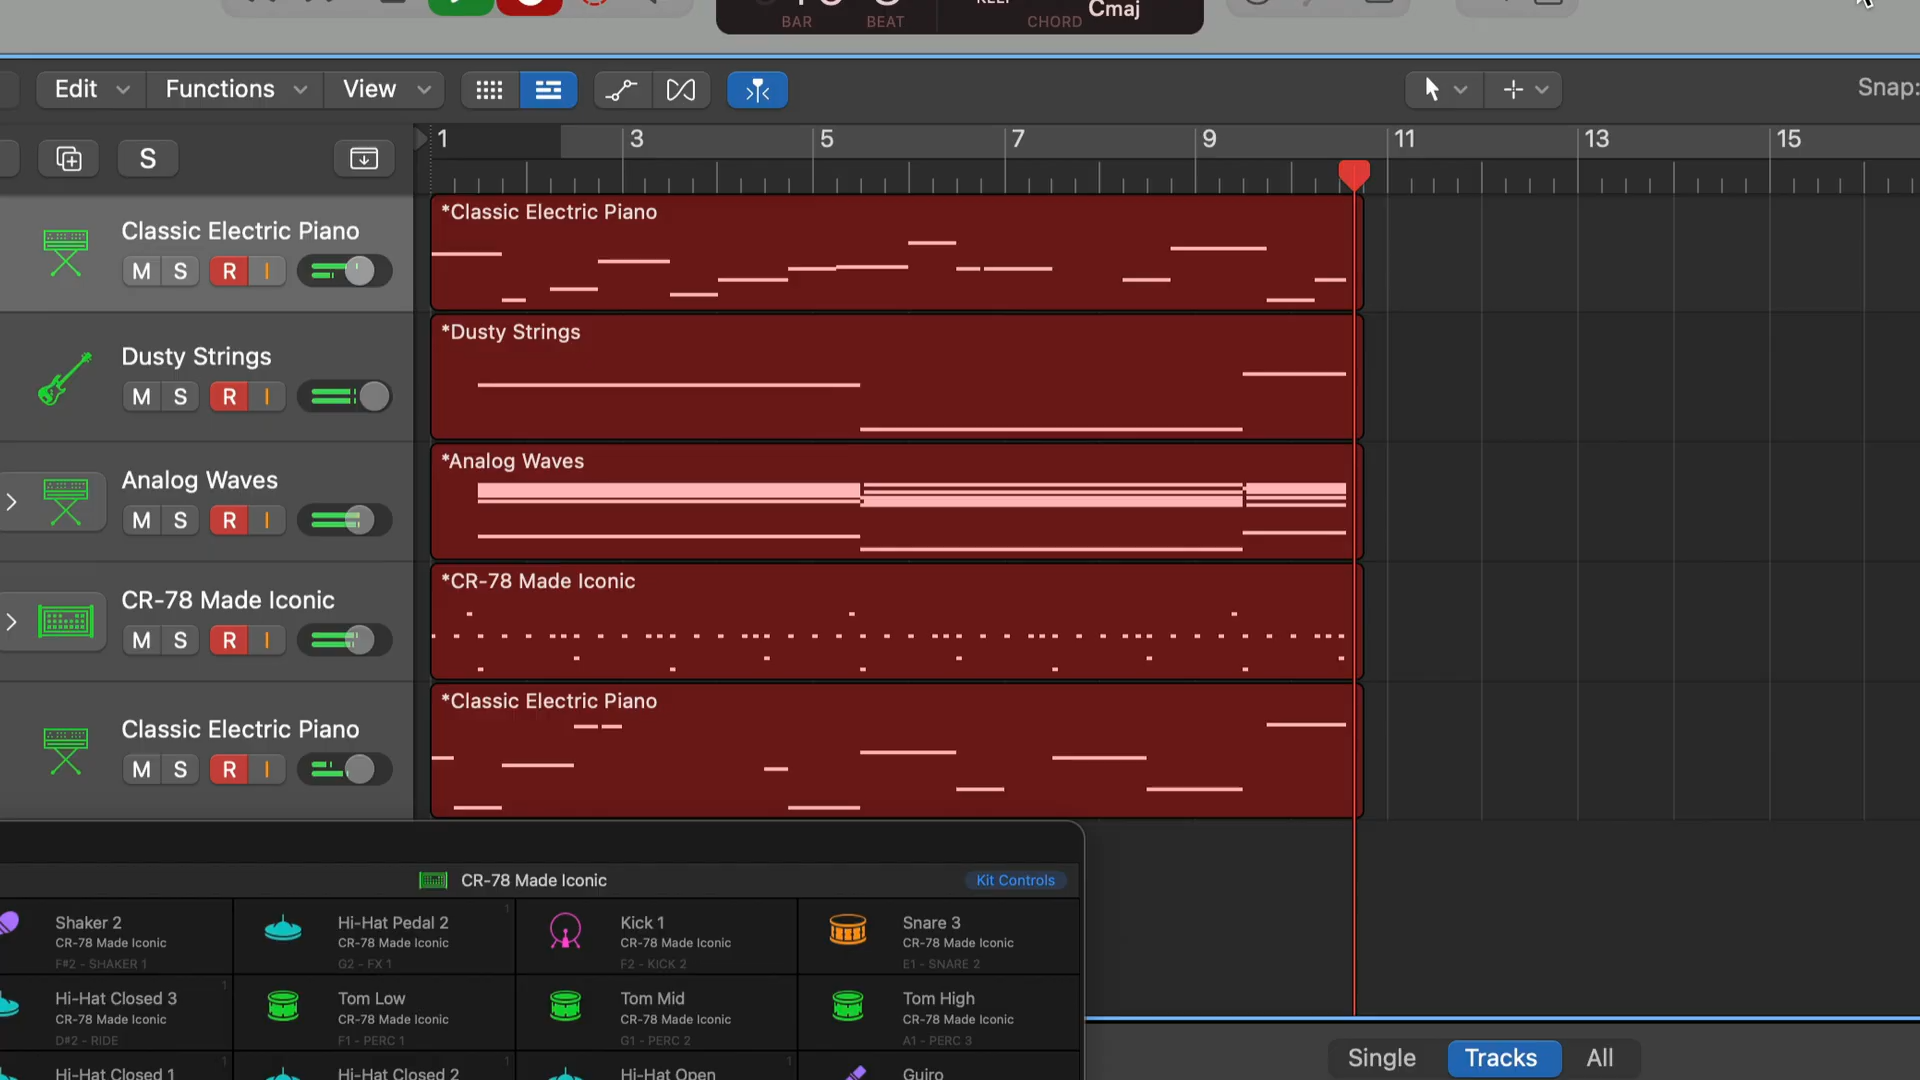 BAR BEAT CHORD Cmaj
Edit Functions View
Snap:
S
1 3 5 7 9 11 13 15
Classic Electric Piano
M S R I
*Classic Electric Piano
Dusty Strings
M S R I
*Dusty Strings
Analog Waves
M S R I
*Analog Waves
CR-78 Made Iconic
M S R I
*CR-78 Made Iconic
Classic Electric Piano
M S R I
*Classic Electric Piano
CR-78 Made Iconic
Kit Controls
Shaker 2
CR-78 Made Iconic
F#2 - SHAKER 1
Hi-Hat Pedal 2
CR-78 Made Iconic
G2 - FX 1
1
Kick 1
CR-78 Made Iconic
F2 - KICK 2
Snare 3
CR-78 Made Iconic
E1 - SNARE 2
Hi-Hat Closed 3
CR-78 Made Iconic
D#2 - RIDE
1
Tom Low
CR-78 Made Iconic
F1 - PERC 1
Tom Mid
CR-78 Made Iconic
G1 - PERC 2
Tom High
CR-78 Made Iconic
A1 - PERC 3
Hi-Hat Closed 1
1
Hi-Hat Closed 2
1
Hi-Hat Open
1
Guiro
Single Tracks All